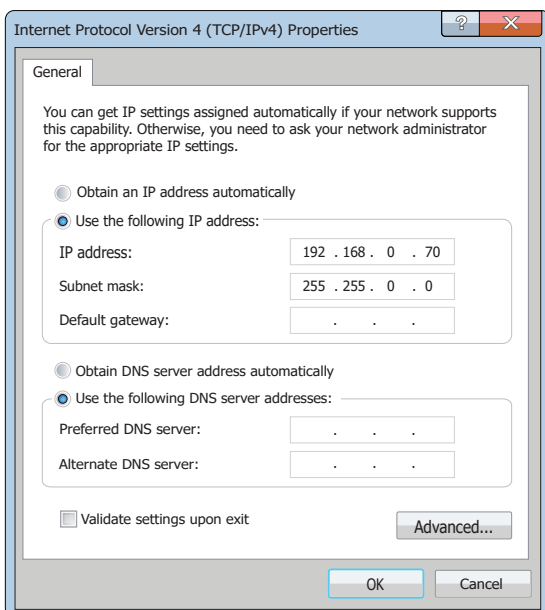 Internet Protocol Version 4 (TCP/IPv4) Properties
?
General
You can get IP settings assigned automatically if your network supports
this capability. Otherwise, you need to ask your network administrator
for the appropriate IP settings.
Obtain an IP address automatically
Use the following IP address:
IP address: 192 . 168 . 0 . 70
Subnet mask: 255 . 255 . 0 . 0
Default gateway: . . .
Obtain DNS server address automatically
Use the following DNS server addresses:
Preferred DNS server: . . .
Alternate DNS server: . . .
Validate settings upon exit
Advanced...
OK Cancel